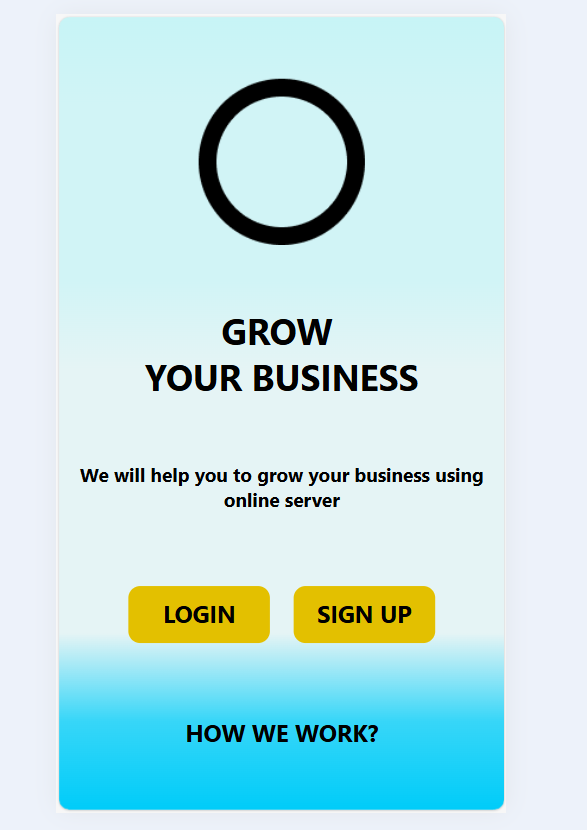 GROW
YOUR BUSINESS
We will help you to grow your business using
online server
LOGIN
SIGN UP
HOW WE WORK?